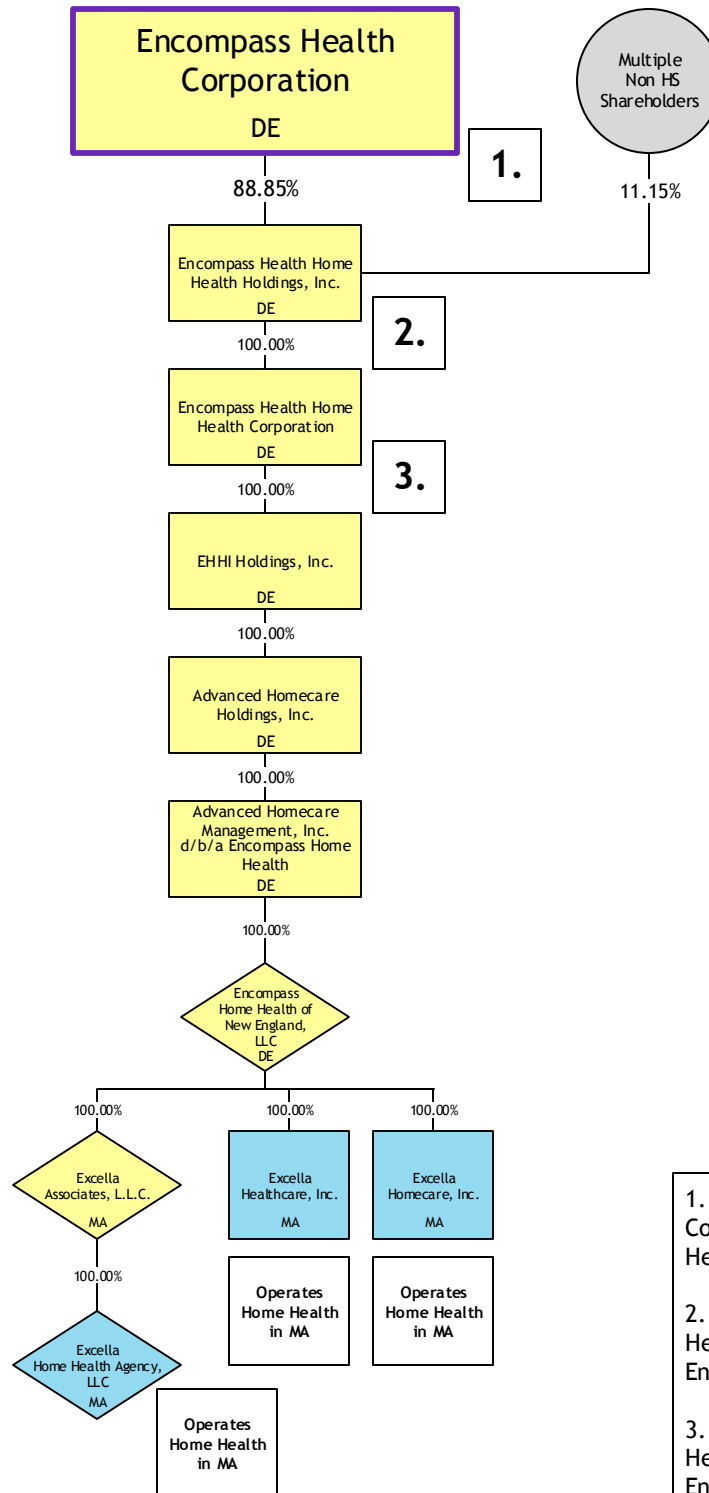 Encompass Health
Corporation
DE
Multiple
Non HS
Shareholders
1.
88.85%
11.15%
Encompass Health Home
Health Holdings, Inc.
DE
2.
100.00%
Encompass Health Home
Health Corporation
DE
3.
100.00%
EHHI Holdings, Inc.
DE
100.00%
Advanced Homecare
Holdings, Inc.
DE
100.00%
Advanced Homecare
Management, Inc.
d/b/a Encompass Home
Health
DE
100.00%
Encompass
Home Health of
New England,
LLC
DE
100.00%
100.00%
100.00%
Excella
Associates, L.L.C.
MA
Excella
Healthcare, Inc.
MA
Excella
Homecare, Inc.
MA
100.00%
Operates
Home Health
in MA
Operates
Home Health
in MA
Excella
Home Health Agency,
LLC
MA
Operates
Home Health
in MA
1.
Co
He
2.
He
En
3.
He
En